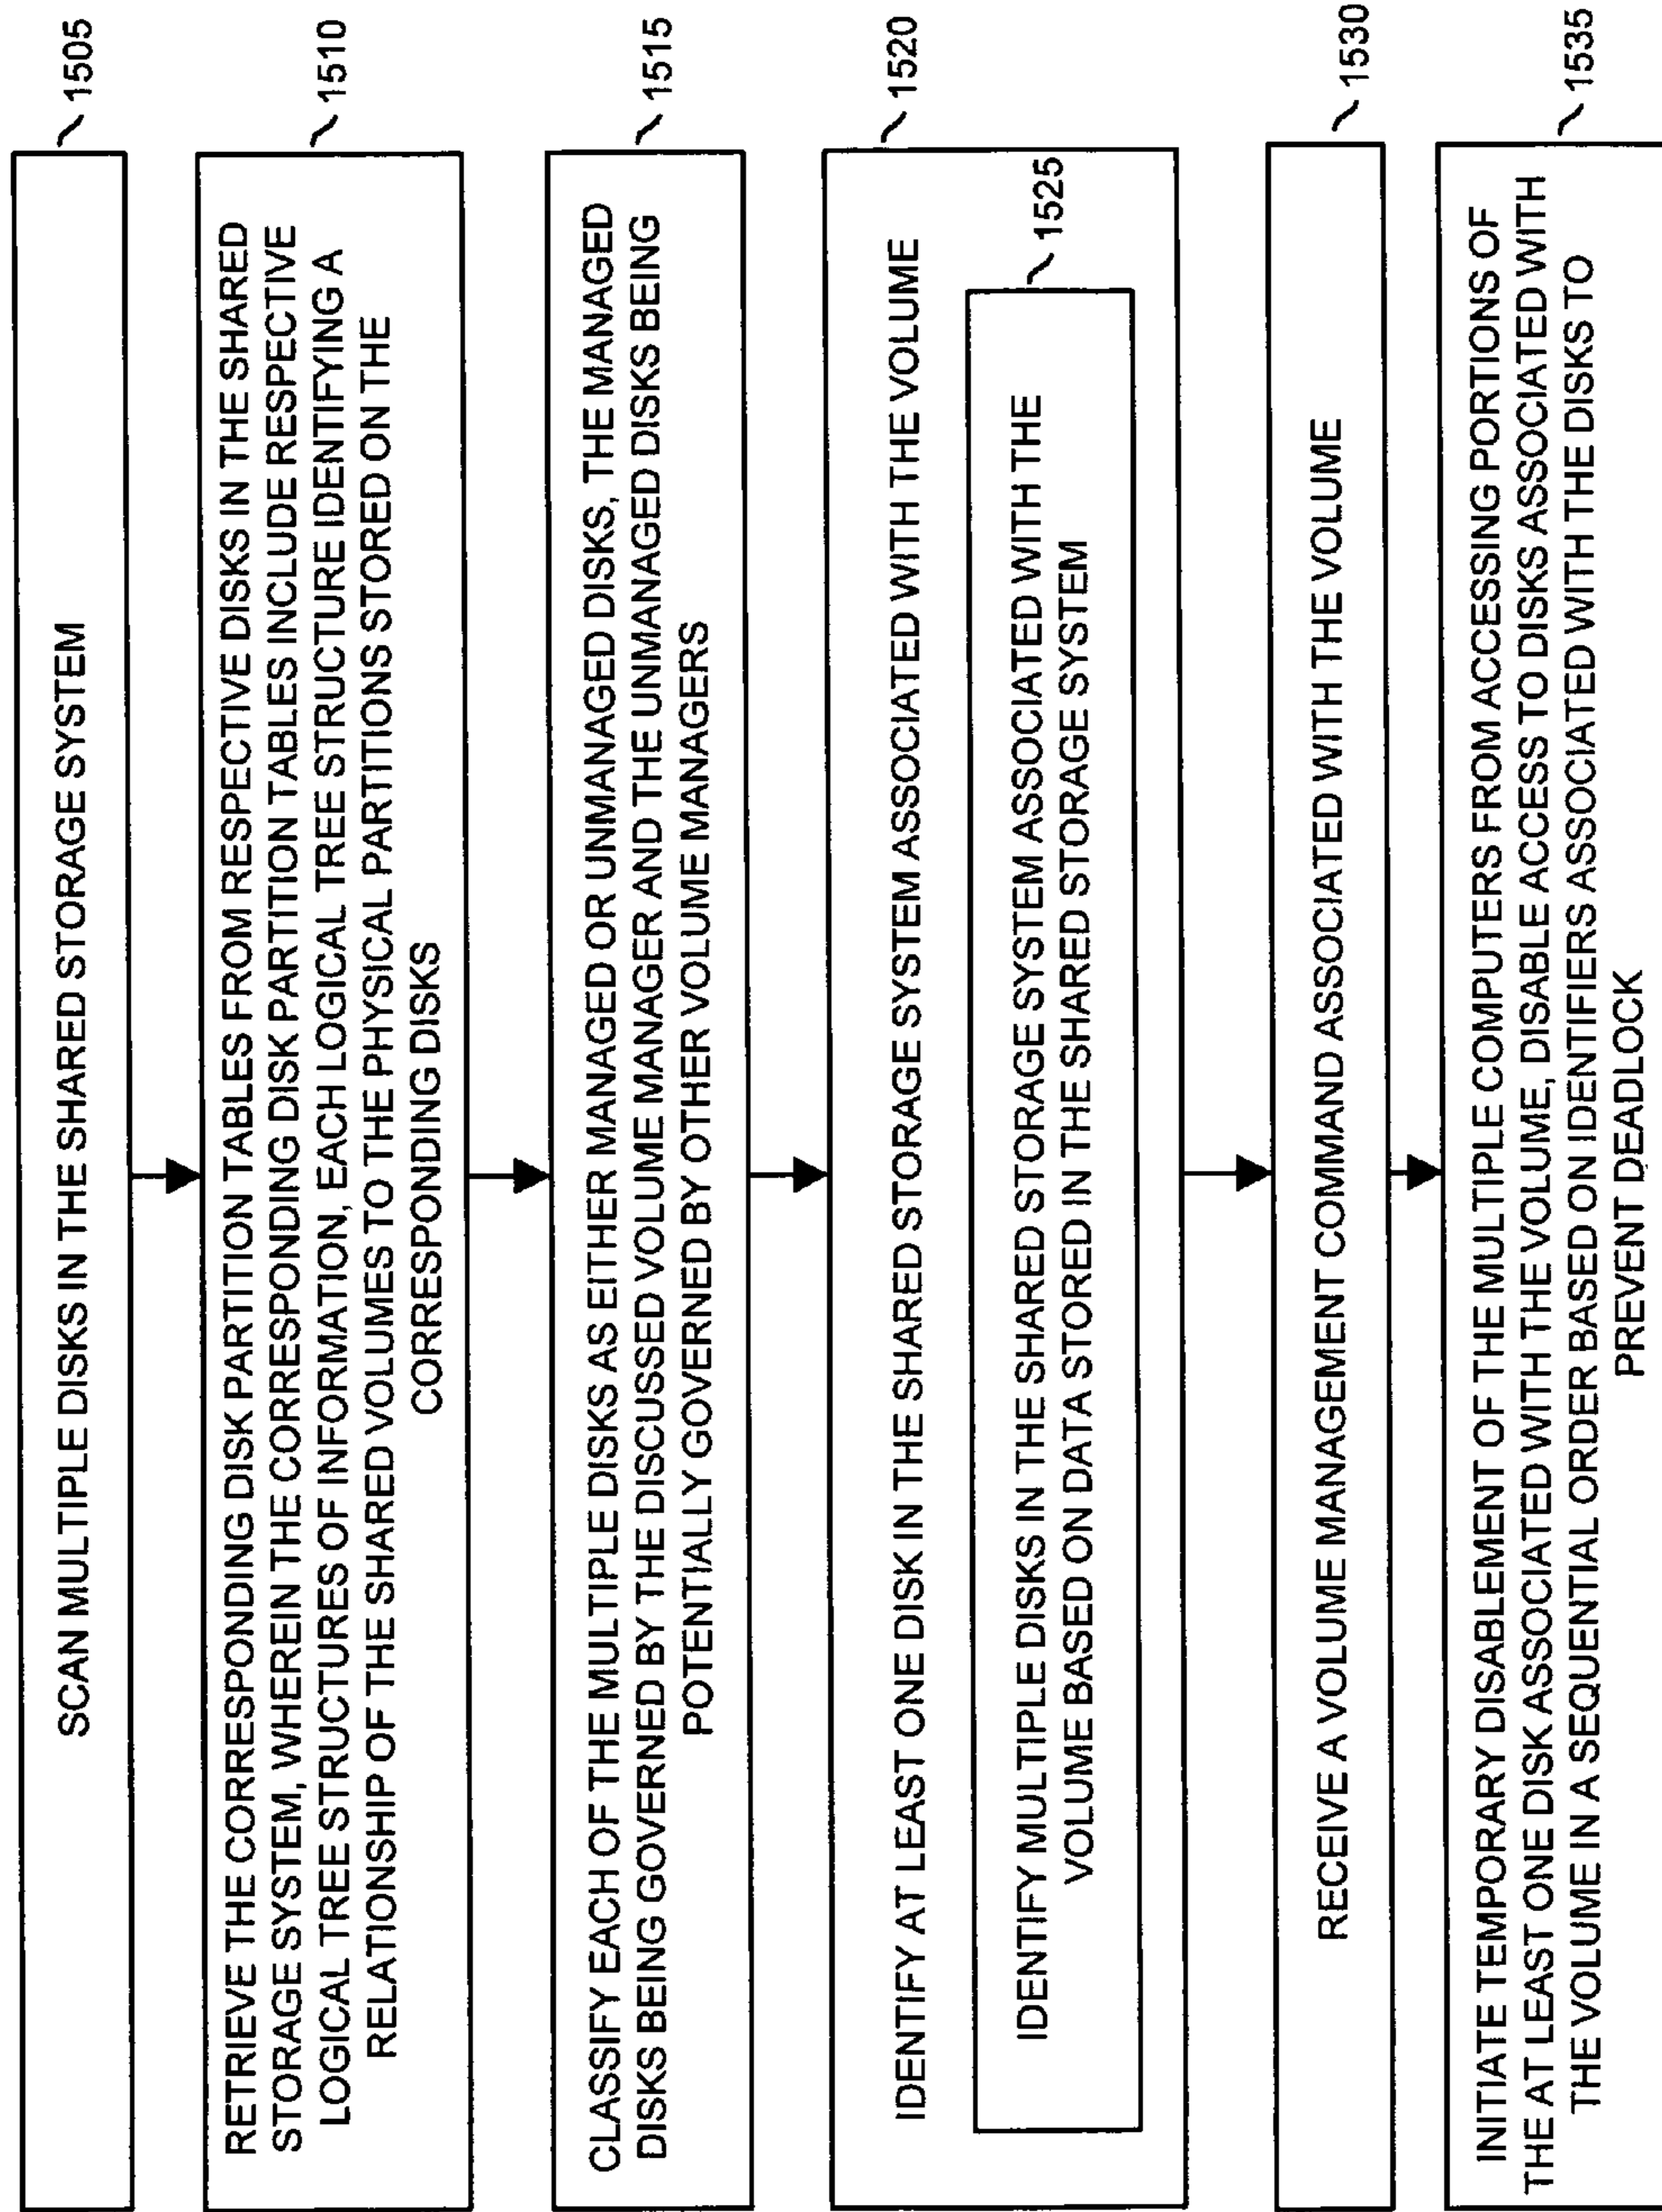 SCAN MULTIPLE DISKS IN THE SHARED STORAGE SYSTEM
1505
RETRIEVE THE CORRESPONDING DISK PARTITION TABLES FROM RESPECTIVE DISKS IN THE SHARED
STORAGE SYSTEM, WHEREIN THE CORRESPONDING DISK PARTITION TABLES INCLUDE RESPECTIVE
LOGICAL TREE STRUCTURES OF INFORMATION, EACH LOGICAL TREE STRUCTURE IDENTIFYING A
RELATIONSHIP OF THE SHARED VOLUMES TO THE PHYSICAL PARTITIONS STORED ON THE
CORRESPONDING DISKS
1510
CLASSIFY EACH OF THE MULTIPLE DISKS AS EITHER MANAGED OR UNMANAGED DISKS, THE MANAGED
DISKS BEING GOVERNED BY THE DISCUSSED VOLUME MANAGER AND THE UNMANAGED DISKS BEING
POTENTIALLY GOVERNED BY OTHER VOLUME MANAGERS
1515
IDENTIFY AT LEAST ONE DISK IN THE SHARED STORAGE SYSTEM ASSOCIATED WITH THE VOLUME
1520
IDENTIFY MULTIPLE DISKS IN THE SHARED STORAGE SYSTEM ASSOCIATED WITH THE
VOLUME BASED ON DATA STORED IN THE SHARED STORAGE SYSTEM
1525
RECEIVE A VOLUME MANAGEMENT COMMAND ASSOCIATED WITH THE VOLUME
1530
INITIATE TEMPORARY DISABLEMENT OF THE MULTIPLE COMPUTERS FROM ACCESSING PORTIONS OF
THE AT LEAST ONE DISK ASSOCIATED WITH THE VOLUME, DISABLE ACCESS TO DISKS ASSOCIATED WITH
THE VOLUME IN A SEQUENTIAL ORDER BASED ON IDENTIFIERS ASSOCIATED WITH THE DISKS TO
PREVENT DEADLOCK
1535